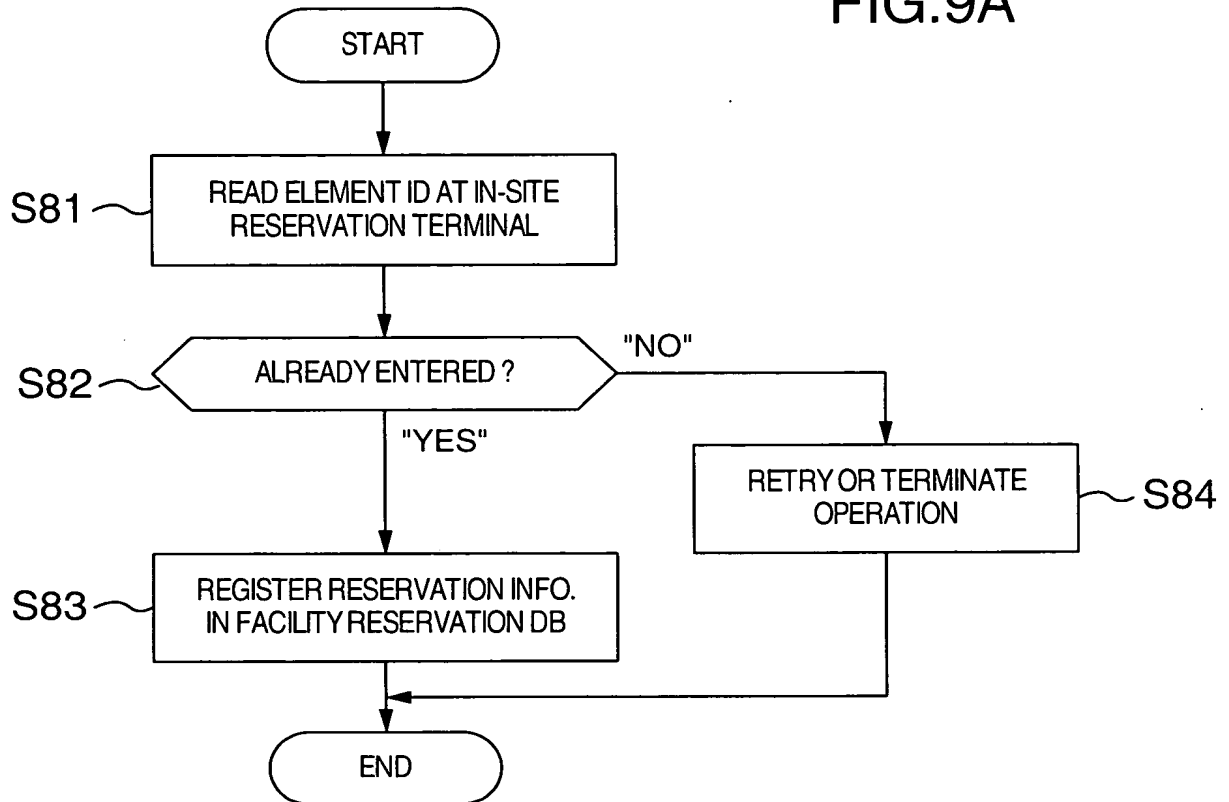 FIG.9A
START
S81
READ ELEMENT ID AT IN-SITE
RESERVATION TERMINAL
S82
ALREADY ENTERED ?
"NO"
"YES"
RETRY OR TERMINATE
OPERATION
S84
S83
REGISTER RESERVATION INFO.
IN FACILITY RESERVATION DB
END